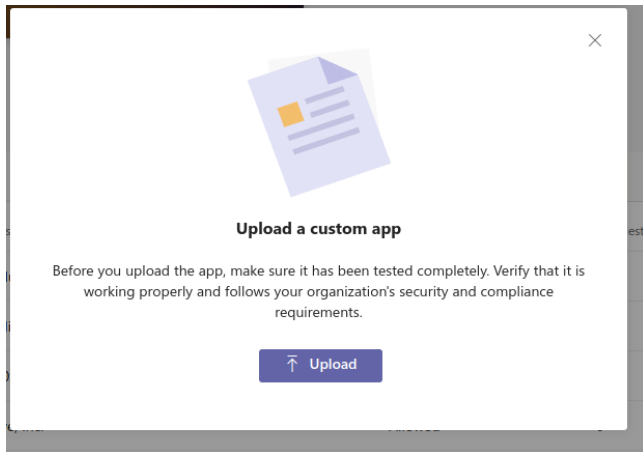 Upload a custom app
Before you upload the app, make sure it has been tested completely. Verify that it is
working properly and follows your organization's security and compliance
requirements.
Upload